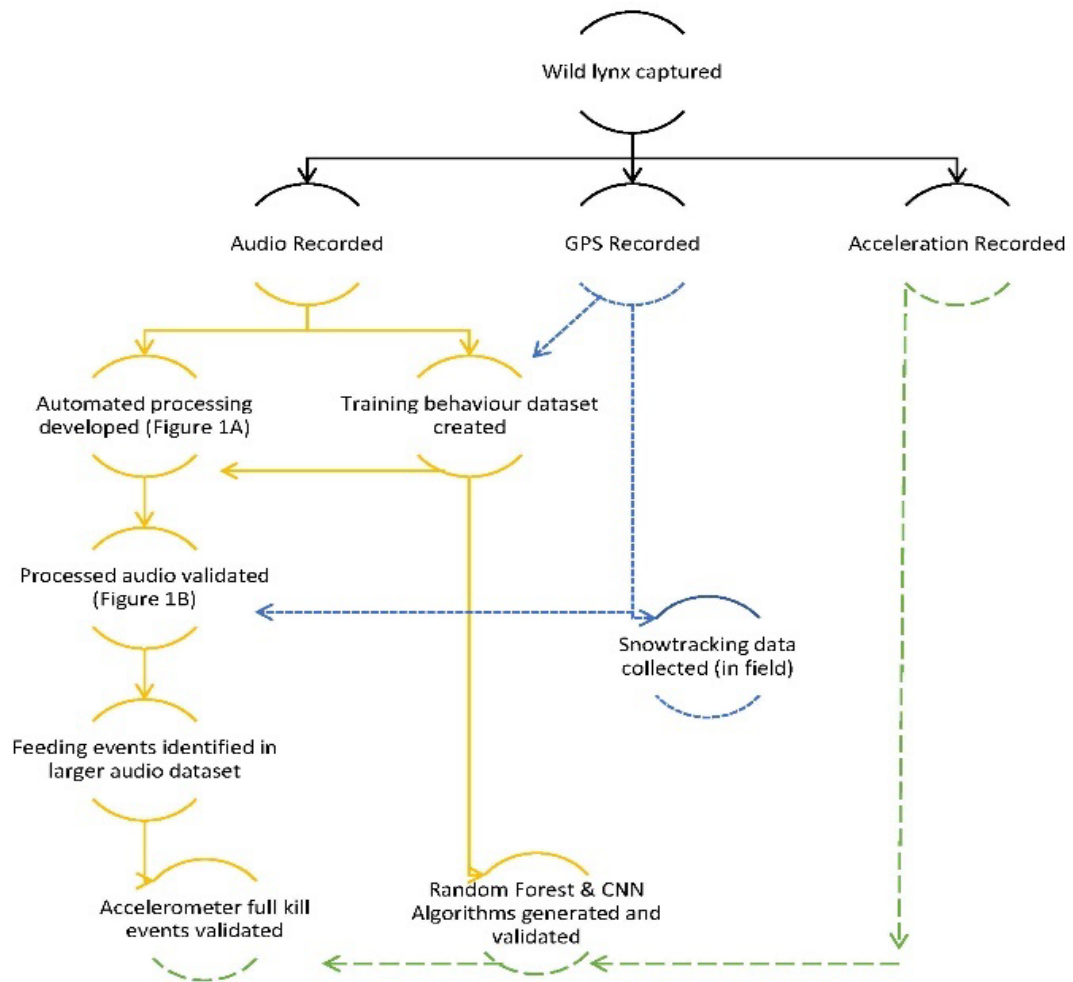 Wild lynx captured
Audio Recorded
GPS Recorded
Acceleration Recorded
Automated processing
developed (Figure 1A)
Training behaviour dataset
created
Processed audio validated
(Figure 1B)
Snowtracking data
collected (in field)
Feeding events identified in
larger audio dataset
Accelerometer full kill
events validated
Random Forest & CNN
Algorithms generated and
validated